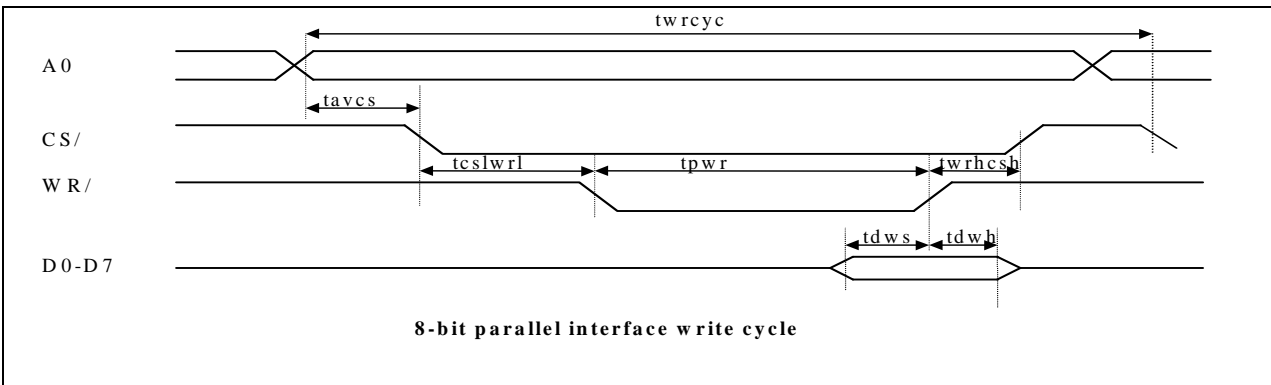 twrcyc
A0
tavcs
CS/
tcslwrl
tpwr
twrhcsh
WR/
tdws
tdwh
D0-D7
8-bit parallel interface write cycle